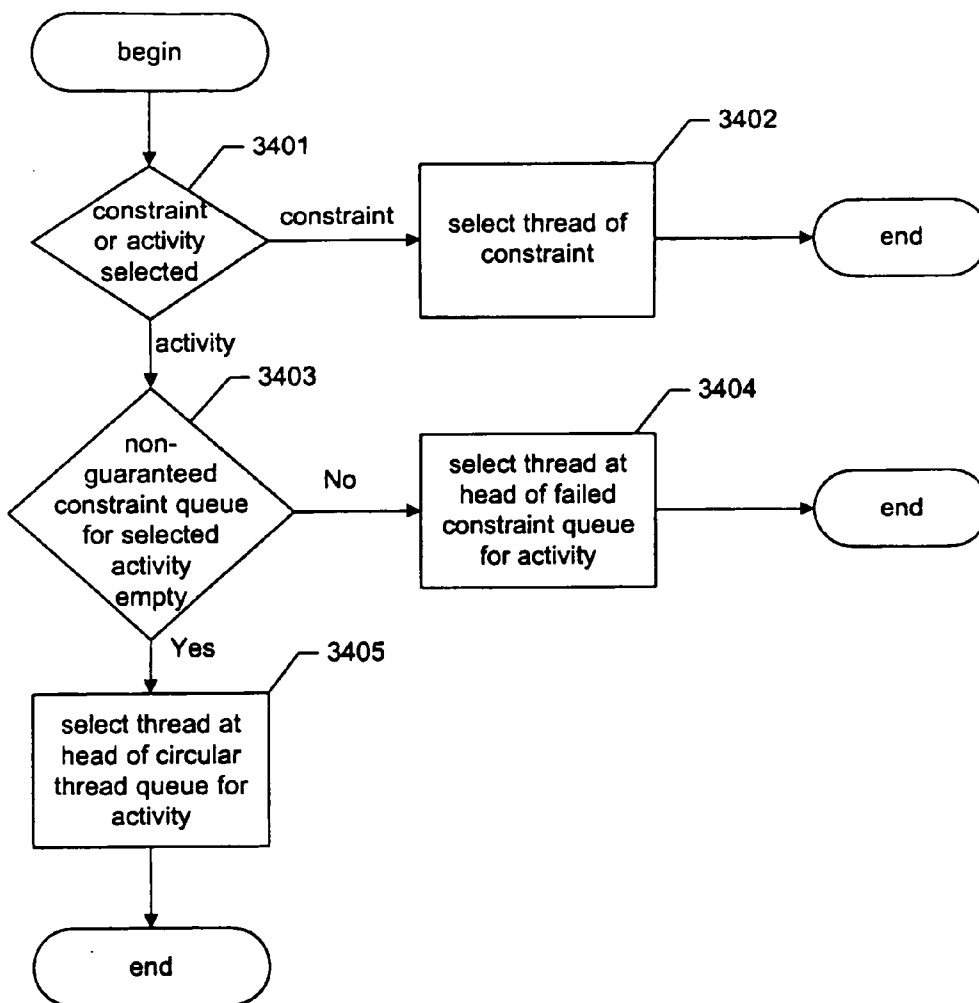 begin
3401
3402
constraint
or activity
selected
constraint
select thread of
constraint
end
activity
3403
3404
non-
guaranteed
constraint queue
for selected
activity
empty
No
select thread at
head of failed
constraint queue
for activity
end
Yes
3405
select thread at
head of circular
thread queue for
activity
end